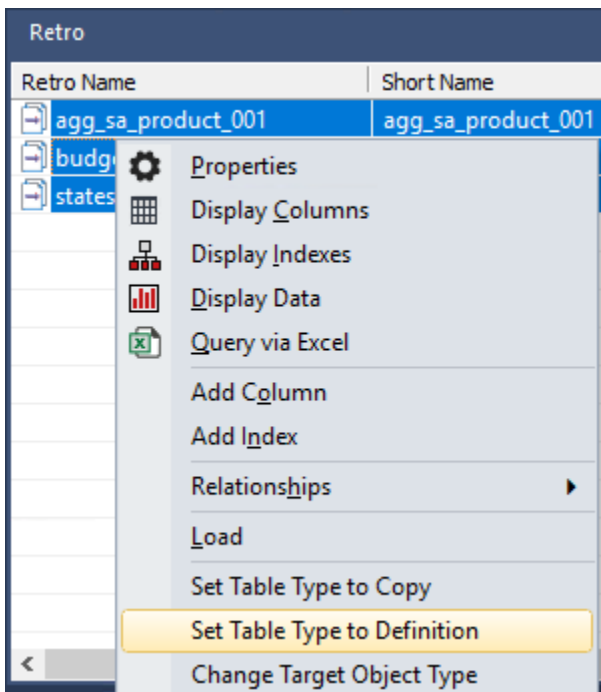 Retro
Retro Name Short Name
agg_sa_product_001 agg_sa_product_001
Properties
states
Display Columns
Display Indexes
Display Data
Query via Excel
Add Column
Add Index
Relationships
Load
Set Table Type to Copy
Set Table Type to Definition
Change Target Object Type